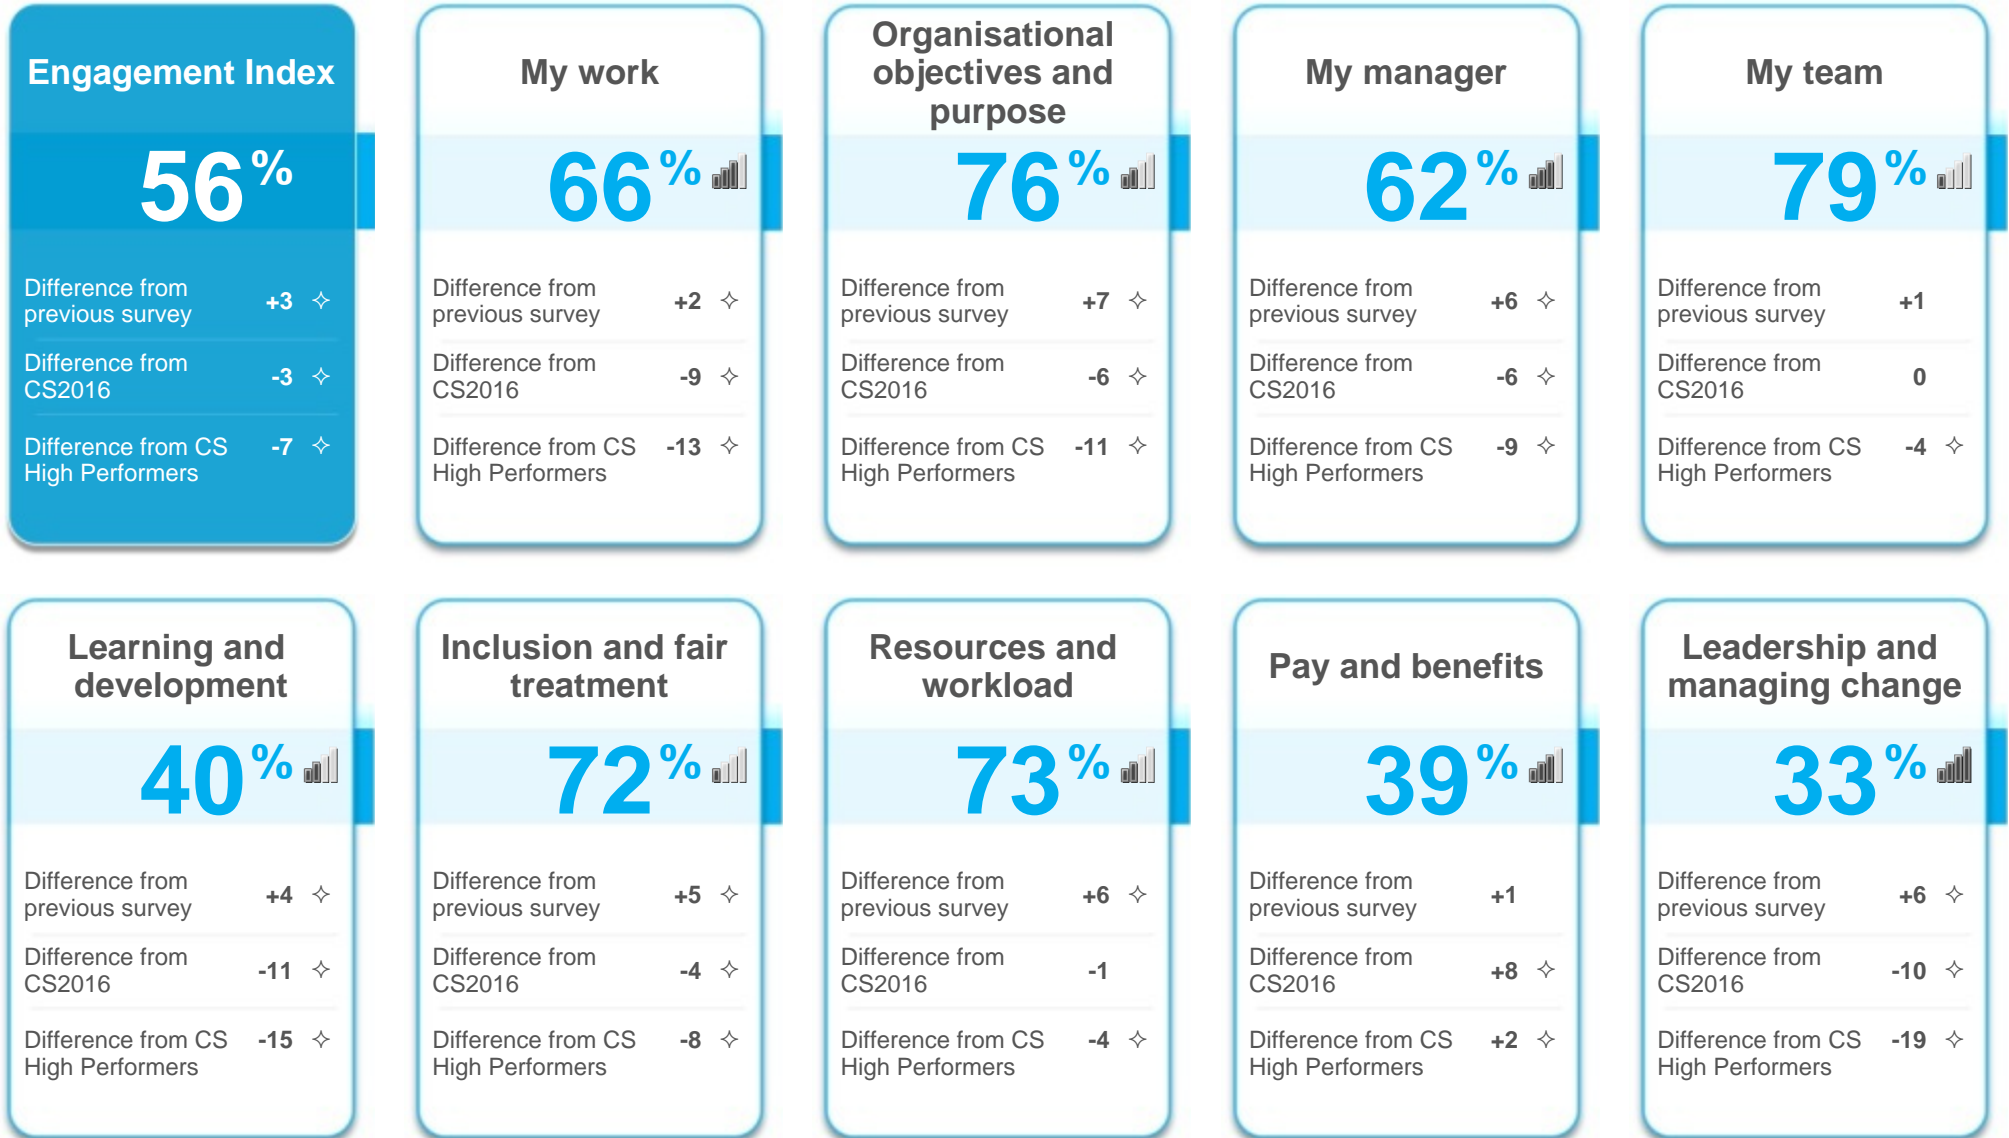 Engagement Index
56%
Difference from
previous survey +3 ✧
Difference from
CS2016 -3 ✧
Difference from CS -7 ✧
High Performers
My work
66%
Difference from
previous survey +2 ✧
Difference from
CS2016 -9 ✧
Difference from CS -13 ✧
High Performers
Organisational
objectives and
purpose
76%
Difference from
previous survey +7 ✧
Difference from
CS2016 -6 ✧
Difference from CS -11 ✧
High Performers
My manager
62%
Difference from
previous survey +6 ✧
Difference from
CS2016 -6 ✧
Difference from CS -9 ✧
High Performers
My team
79%
Difference from
previous survey +1
Difference from
CS2016 0
Difference from CS -4 ✧
High Performers
Learning and
development
40%
Difference from
previous survey +4 ✧
Difference from
CS2016 -11 ✧
Difference from CS -15 ✧
High Performers
Inclusion and fair
treatment
72%
Difference from
previous survey +5 ✧
Difference from
CS2016 -4 ✧
Difference from CS -8 ✧
High Performers
Resources and
workload
73%
Difference from
previous survey +6 ✧
Difference from
CS2016 -1
Difference from CS -4 ✧
High Performers
Pay and benefits
39%
Difference from
previous survey +1
Difference from
CS2016 +8 ✧
Difference from CS +2 ✧
High Performers
Leadership and
managing change
33%
Difference from
previous survey +6 ✧
Difference from
CS2016 -10 ✧
Difference from CS -19 ✧
High Performers